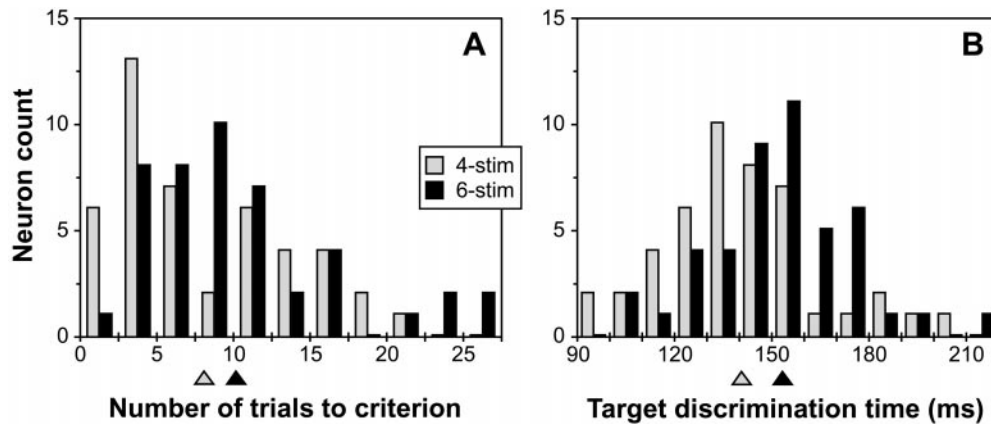 15
A
10
5
0
0 5 10 15 20 25
Neuron count
Number of trials to criterion
4-stim
6-stim
15
B
10
5
0
90 120 150 180 210
Target discrimination time (ms)